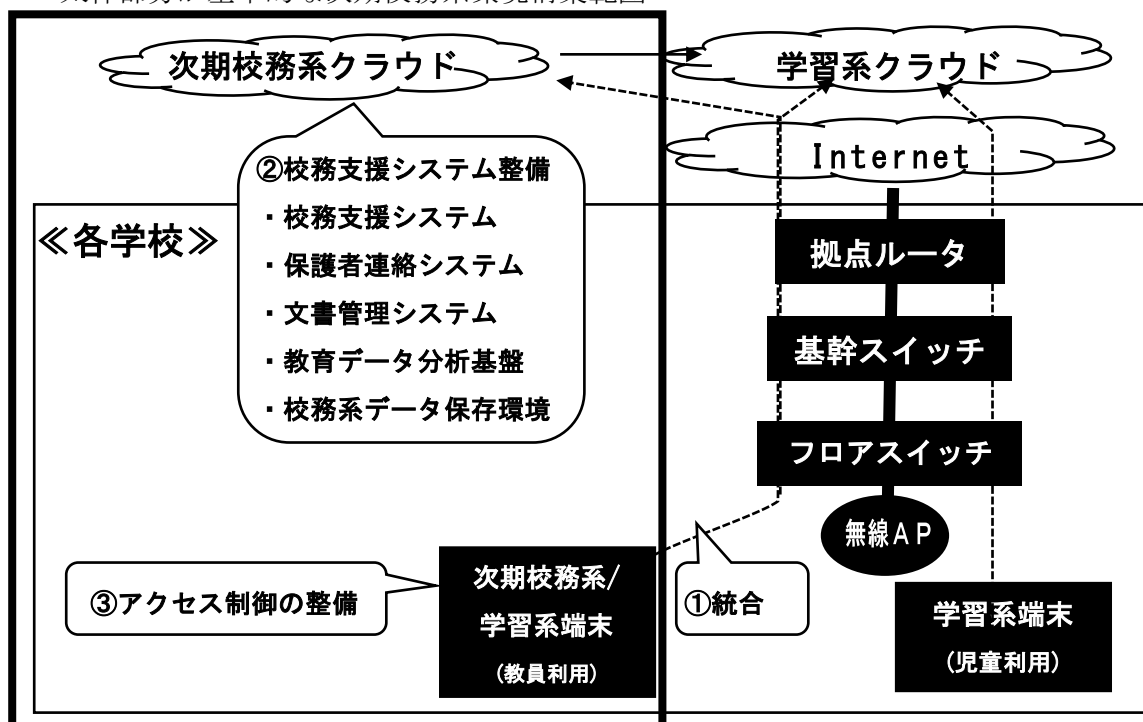 次期校務系クラウド
学習系クラウド
Internet
②校務支援システム整備
・校務支援システム
・保護者連絡システム
・文書管理システム
・教育データ分析基盤
・校務系データ保存環境
≪各学校≫
拠点ルータ
基幹スイッチ
フロアスイッチ
無線AP
③アクセス制御の整備
次期校務系/
学習系端末
(教員利用)
①統合
学習系端末
(児童利用)